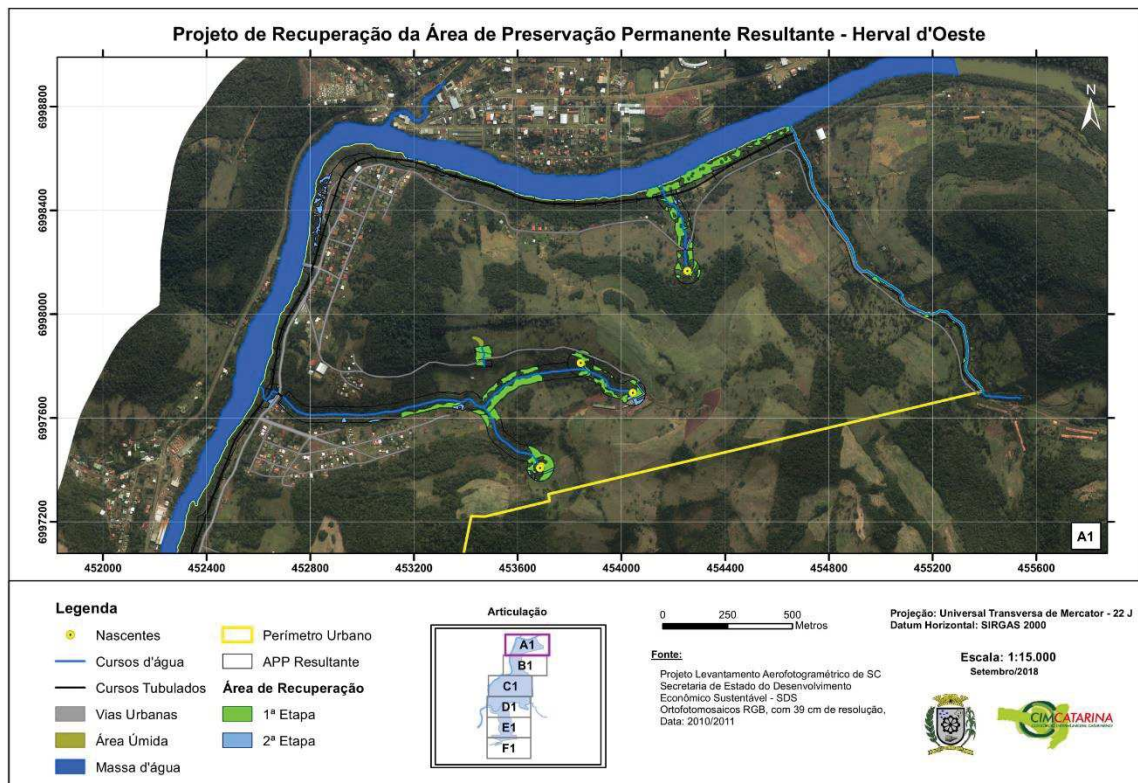 Projeto de Recuperação da Área de Preservação Permanente Resultante - Herval d'Oeste
6998800
6998400
6998000
6997600
6997200
N
A1
452000 452400 452800 453200 453600 454000 454400 454800 455200 455600
Legenda
Nascentes
Cursos d'água
Cursos Tubulados
Vias Urbanas
Área Úmida
Massa d'água
Perímetro Urbano
APP Resultante
Área de Recuperação
1ª Etapa
2ª Etapa
Articulação
A1
B1
C1
D1
E1
F1
0 250 500
Metros
Fonte:
Projeto Levantamento Aerofotogramétrico de SC
Secretaria de Estado do Desenvolvimento
Econômico Sustentável - SDS
Ortofotomosaicos RGB, com 39 cm de resolução,
Data: 2010/2011
Projeção: Universal Transversa de Mercator - 22 J
Datum Horizontal: SIRGAS 2000
Escala: 1:15.000
Setembro/2018
CIMCATARINA